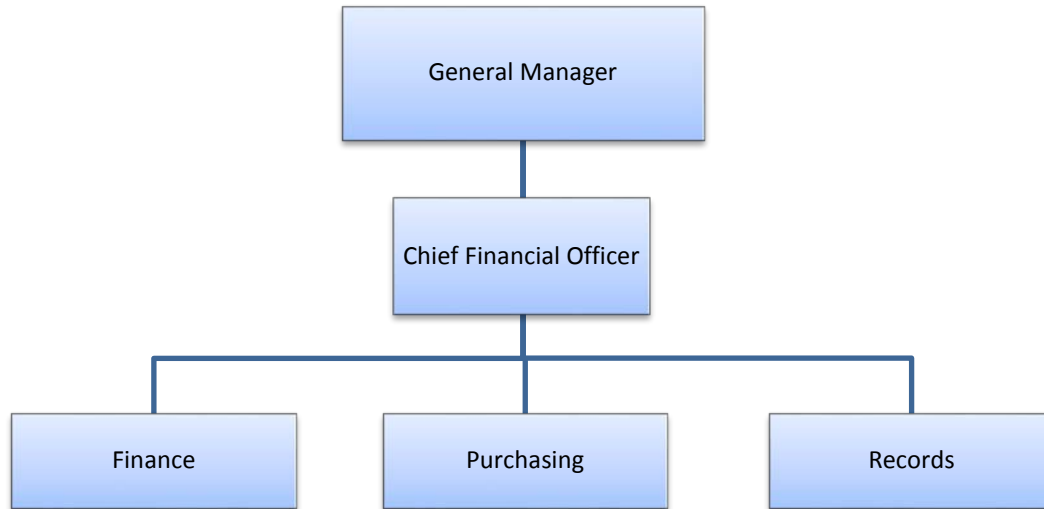 General Manager
Chief Financial Officer
Finance
Purchasing
Records